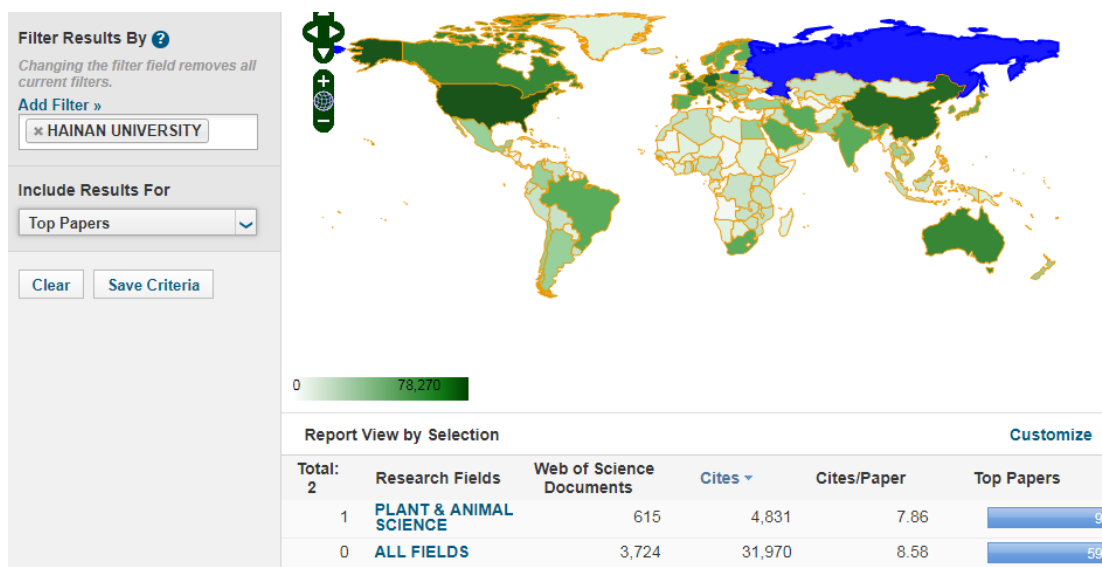 Filter Results By ?
Changing the filter field removes all
current filters.
Add Filter »
× HAINAN UNIVERSITY
Include Results For
Top Papers
Clear Save Criteria
0 78,270
Report View by Selection Customize
Total:
2 Research Fields Web of Science
Documents Cites Cites/Paper Top Papers
1 PLANT & ANIMAL
SCIENCE 615 4,831 7.86 9
0 ALL FIELDS 3,724 31,970 8.58 59